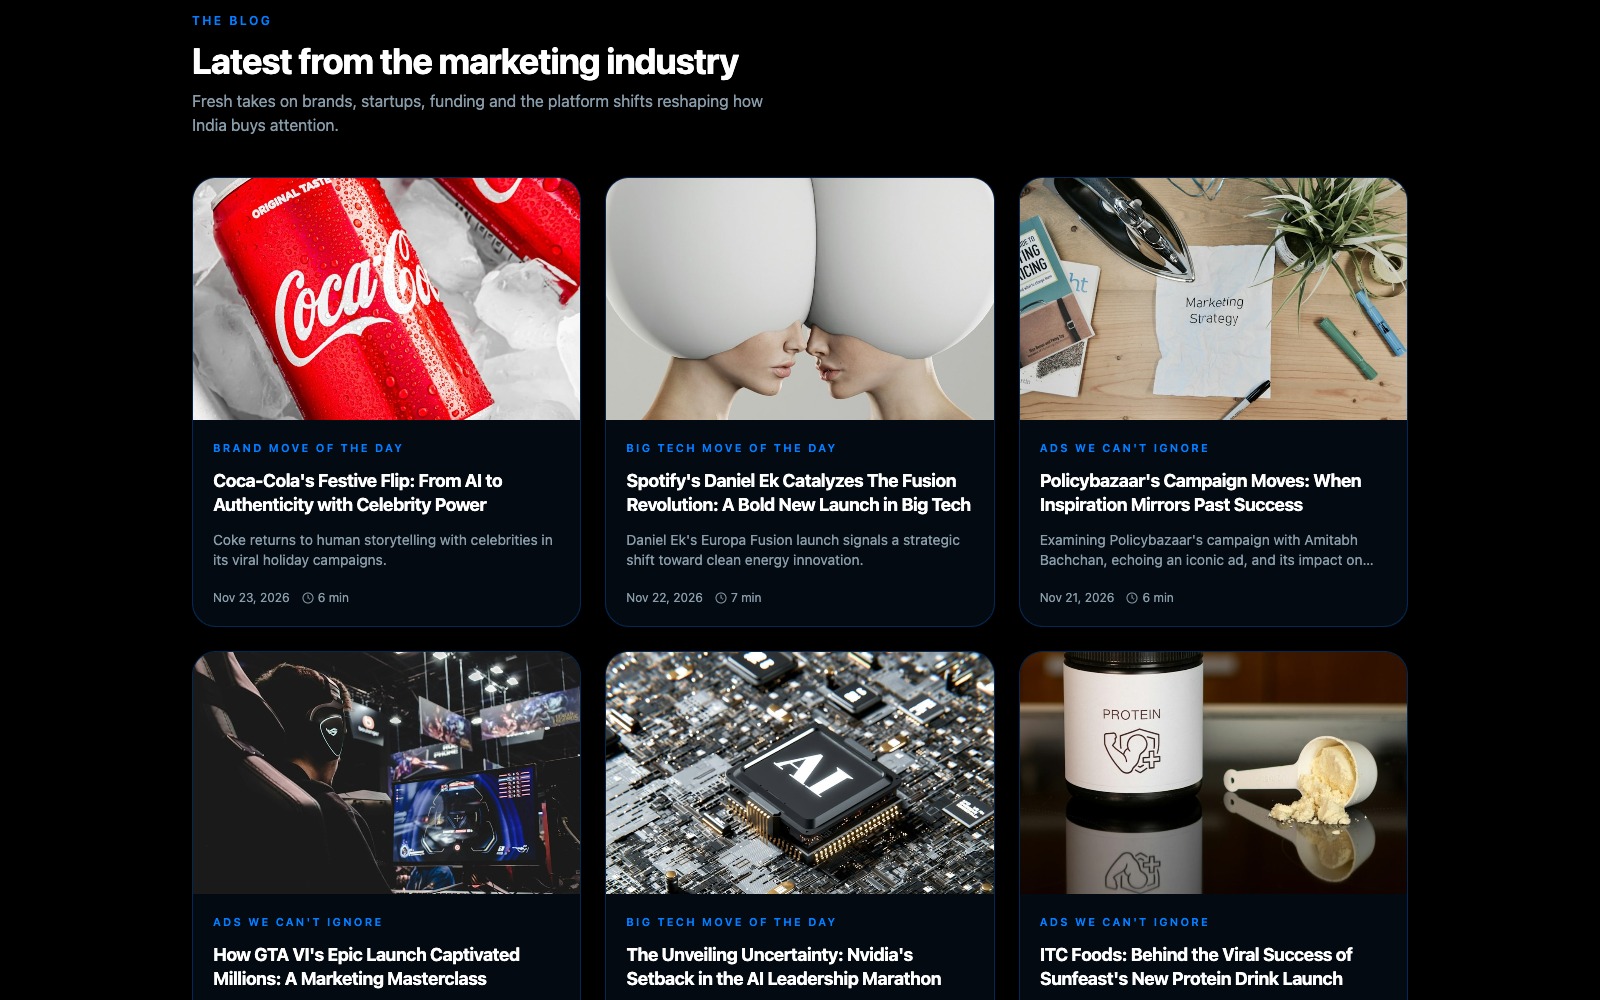 THE BLOG
Latest from the marketing industry
Fresh takes on brands, startups, funding and the platform shifts reshaping how
India buys attention.
ORIGINAL TASTE
Coca-Co
Marketing
Strategy
BRAND MOVE OF THE DAY
Coca-Cola's Festive Flip: From AI to
Authenticity with Celebrity Power
Coke returns to human storytelling with celebrities in
its viral holiday campaigns.
Nov 23, 2026 6 min
BIG TECH MOVE OF THE DAY
Spotify's Daniel Ek Catalyzes The Fusion
Revolution: A Bold New Launch in Big Tech
Daniel Ek's Europa Fusion launch signals a strategic
shift toward clean energy innovation.
Nov 22, 2026 7 min
ADS WE CAN'T IGNORE
Policybazaar's Campaign Moves: When
Inspiration Mirrors Past Success
Examining Policybazaar's campaign with Amitabh
Bachchan, echoing an iconic ad, and its impact on...
Nov 21, 2026 6 min
AI
PROTEIN
ADS WE CAN'T IGNORE
How GTA VI's Epic Launch Captivated
Millions: A Marketing Masterclass
BIG TECH MOVE OF THE DAY
The Unveiling Uncertainty: Nvidia's
Setback in the AI Leadership Marathon
ADS WE CAN'T IGNORE
ITC Foods: Behind the Viral Success of
Sunfeast's New Protein Drink Launch